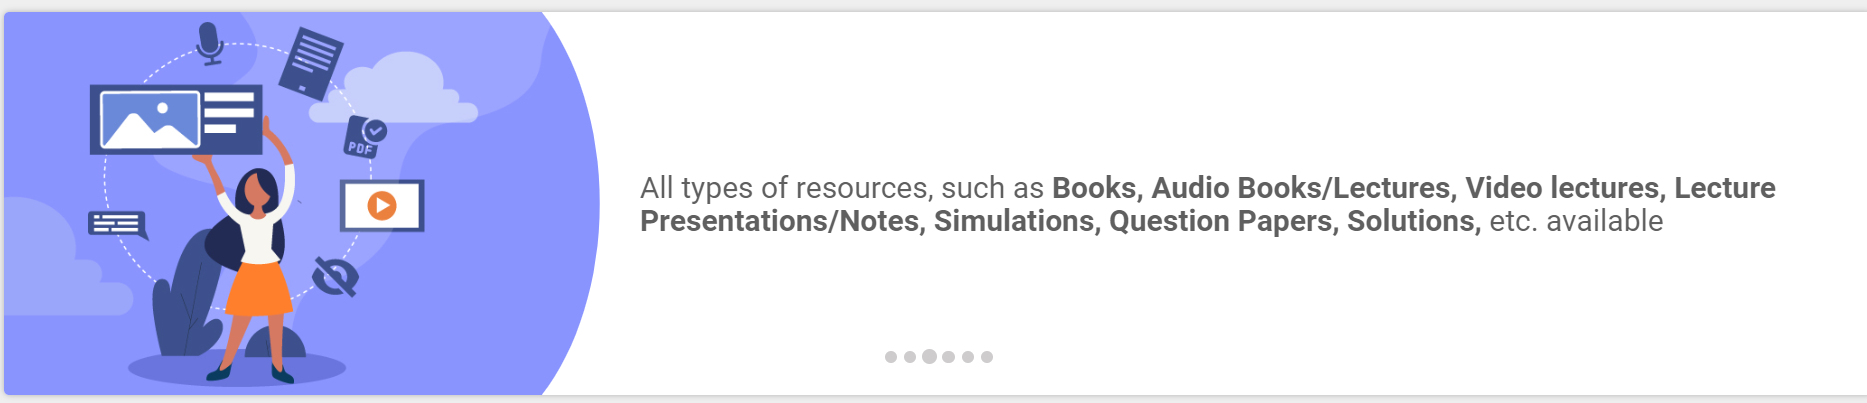 PDF
All types of resources, such as Books, Audio Books/Lectures, Video lectures, Lecture
Presentations/Notes, Simulations, Question Papers, Solutions, etc. available